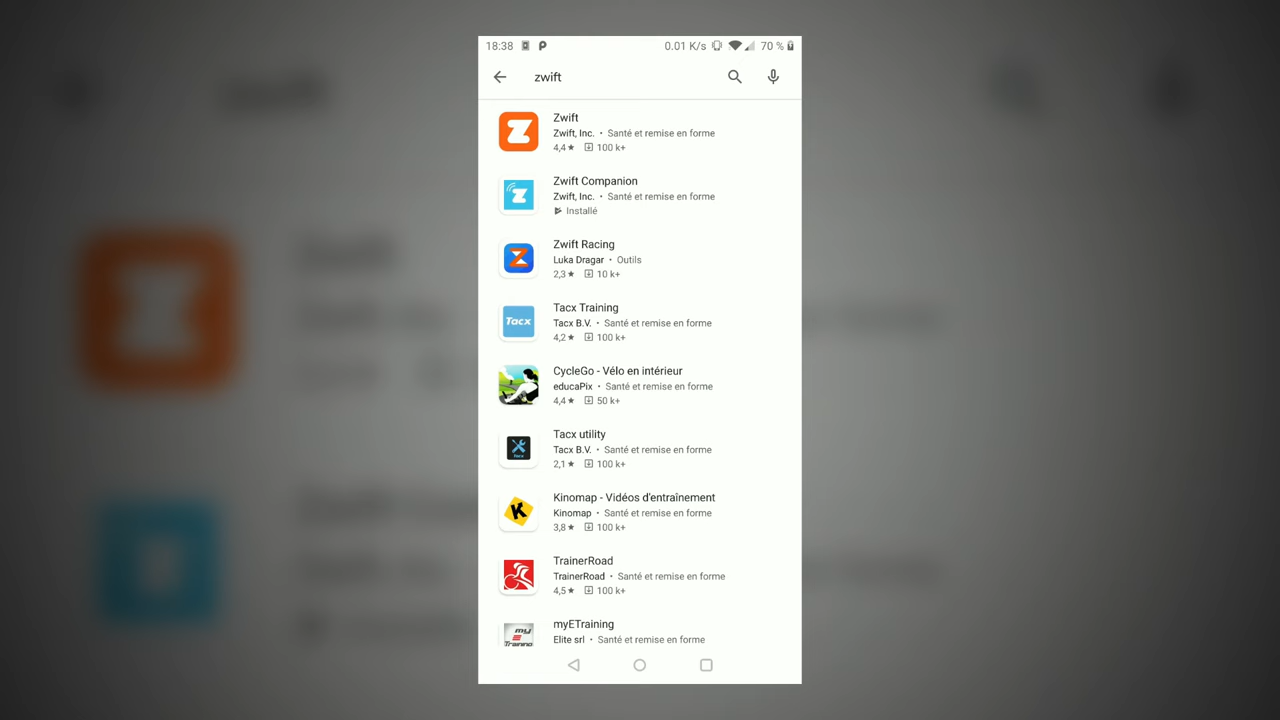 18:38 0.01 K/s 70 %
zwift
Zwift
Zwift, Inc. • Santé et remise en forme
4,4 ★ 100 k+
Zwift Companion
Zwift, Inc. • Santé et remise en forme
Installé
Zwift Racing
Luka Dragar • Outils
2,3 ★ 10 k+
Tacx
Tacx Training
Tacx B.V. • Santé et remise en forme
4,2 ★ 100 k+
CycleGo - Vélo en intérieur
educaPix • Santé et remise en forme
4,4 ★ 50 k+
Tacx utility
Tacx B.V. • Santé et remise en forme
2,1 ★ 100 k+
Kinomap - Vidéos d'entraînement
Kinomap • Santé et remise en forme
3,8 ★ 100 k+
TrainerRoad
TrainerRoad • Santé et remise en forme
4,5 ★ 100 k+
my E Training
myETraining
Elite srl • Santé et remise en forme